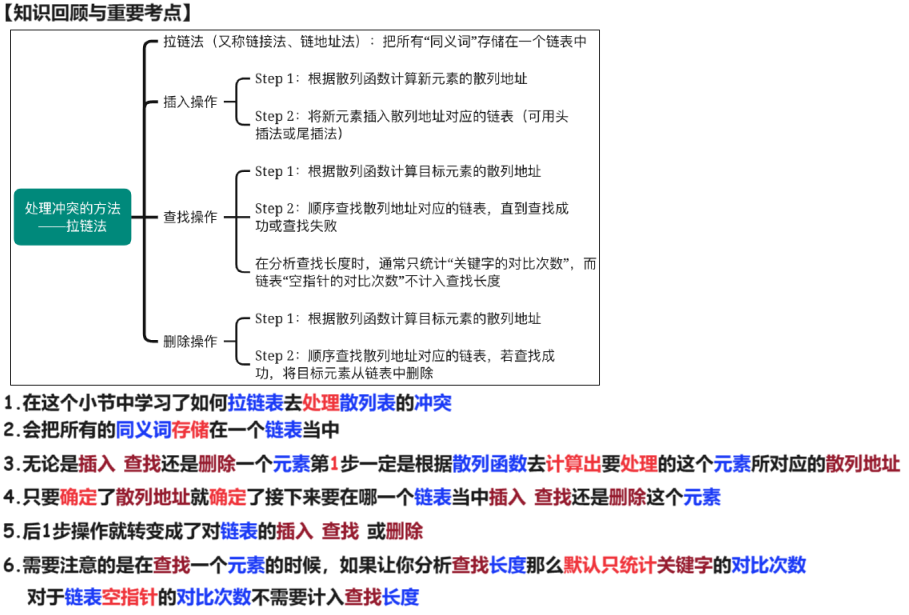 【知识回顾与重要考点】
拉链法（又称链接法、链地址法）：把所有“同义词”存储在一个链表中
处理冲突的方法
——拉链法
插入操作
Step 1：根据散列函数计算新元素的散列地址
Step 2：将新元素插入散列地址对应的链表（可用头
插法或尾插法）
查找操作
Step 1：根据散列函数计算目标元素的散列地址
Step 2：顺序查找散列地址对应的链表，直到查找成
功或查找失败
在分析查找长度时，通常只统计“关键字的对比次数”，而
链表“空指针的对比次数”不计入查找长度
删除操作
Step 1：根据散列函数计算目标元素的散列地址
Step 2：顺序查找散列地址对应的链表，若查找成
功，将目标元素从链表中删除
1.在这个小节中学习了如何拉链表去处理散列表的冲突
2.会把所有的同义词存储在一个链表当中
3.无论是插入 查找还是删除一个元素第1步一定是根据散列函数去计算出要处理的这个元素所对应的散列地址
4.只要确定了散列地址就确定了接下来要在哪一个链表当中插入 查找还是删除这个元素
5.后1步操作就转变成了对链表的插入 查找 或删除
6.需要注意的是在查找一个元素的时候，如果让你分析查找长度那么默认只统计关键字的对比次数
对于链表空指针的对比次数不需要计入查找长度